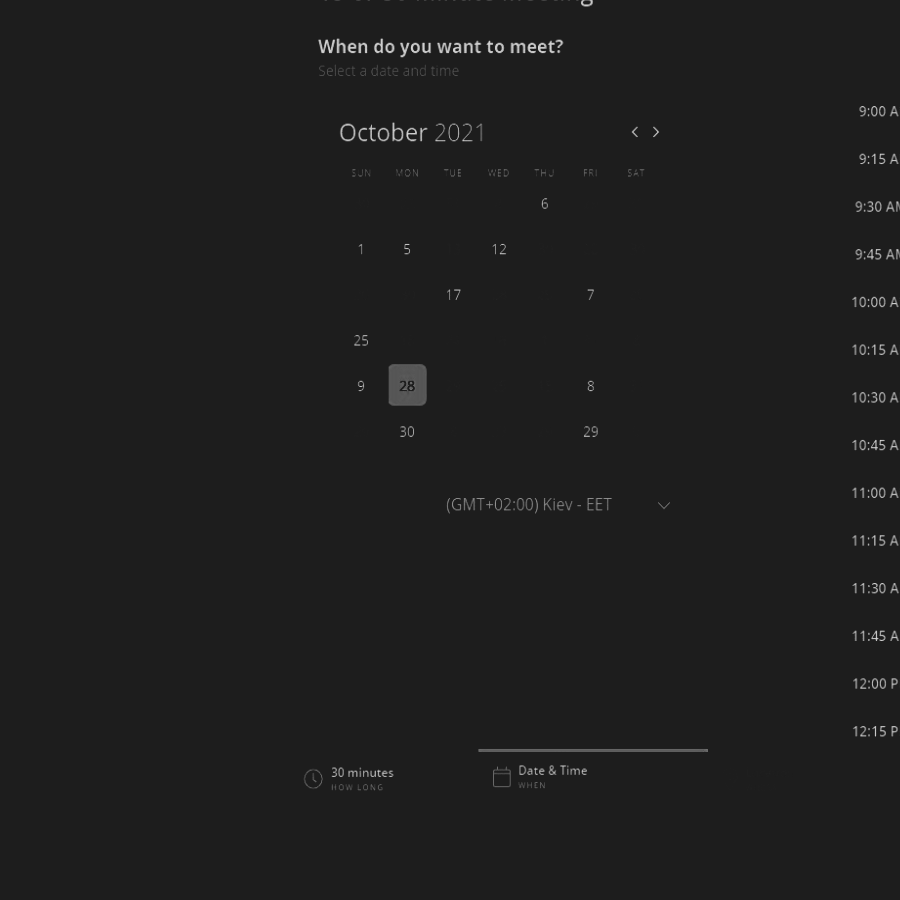 When do you want to meet?
Select a date and time
October 2021
SUN MON TUE WED THU FRI SAT
6
1 5 12
17 7
25
9 28 8
30 29
(GMT+02:00) Kiev - EET
9:00 A
9:15 A
9:30 AM
9:45 AM
10:00 A
10:15 A
10:30 A
10:45 A
11:00 A
11:15 A
11:30 A
11:45 A
12:00 P
12:15 P
30 minutes
HOW LONG
Date & Time
WHEN